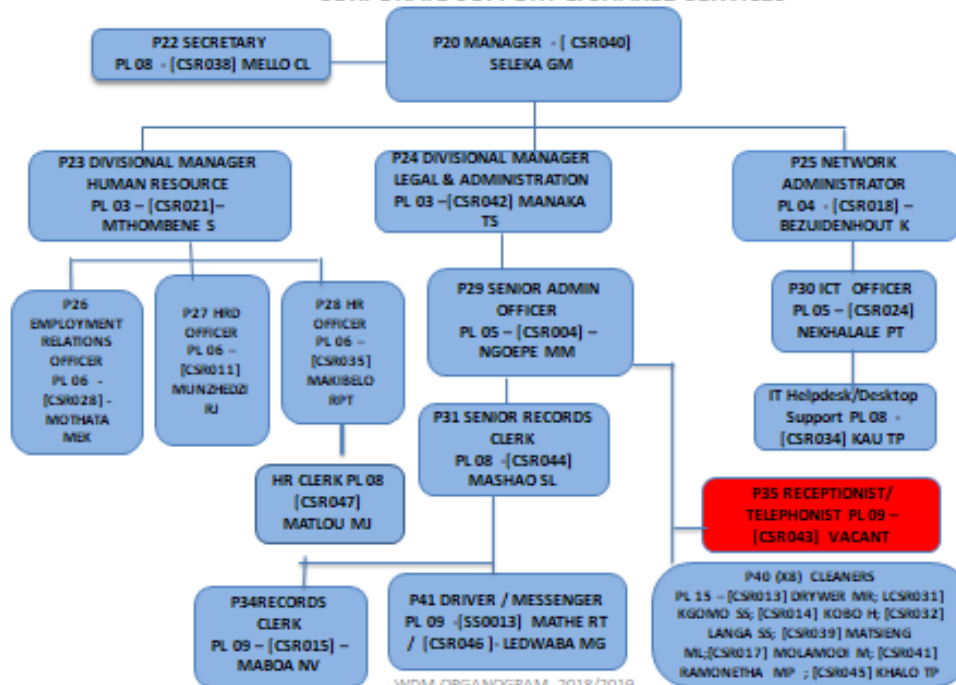 CORPORATE SUPPORT & SHARED SERVICES
P22 SECRETARY
PL 08 - [CSR038] MELLO CL
P20 MANAGER - [ CSR040]
SELEKA GM
P23 DIVISIONAL MANAGER
HUMAN RESOURCE
PL 03 – [CSR021]–
MTHOMBENE S
P24 DIVISIONAL MANAGER
LEGAL & ADMINISTRATION
PL 03 –[CSR042] MANAKA
TS
P25 NETWORK
ADMINISTRATOR
PL 04 - [CSR018] –
BEZUIDENHOUT K
P26
EMPLOYMENT
RELATIONS
OFFICER
PL 06 -
[CSR028] -
MOTHATA
MEK
P27 HRD
OFFICER
PL 06 –
[CSR011]
MUNZHEDZI
RJ
P28 HR
OFFICER
PL 06 –
[CSR035]
MAKIBELO
RPT
P29 SENIOR ADMIN
OFFICER
PL 05 – [CSR004] –
NGOEPE MM
P30 ICT OFFICER
PL 05 – [CSR024]
NEKHALALE PT
IT Helpdesk/Desktop
Support PL 08 -
[CSR034] KAU TP
P31 SENIOR RECORDS
CLERK
PL 08 -[CSR044]
MASHAO SL
HR CLERK PL 08
[CSR047]
MATLOU MJ
P35 RECEPTIONIST/
TELEPHONIST PL 09 –
[CSR043] VACANT
P34RECORDS
CLERK
PL 09 – [CSR015] –
MABOA NV
P41 DRIVER / MESSENGER
PL 09 -[SS0013] MATHE RT
/ [CSR046 ]- LEDWABA MG
P40 (X8) CLEANERS
PL 15 – [CSR013] DRYWER MR; LCSR031]
KGOMO SS; [CSR014] KOBO H; [CSR032]
LANGA SS; [CSR039] MATSIENG
ML;[CSR017] MOLAMODI M; [CSR041]
RAMONETHA MP ; [CSR045] KHALO TP
WDM ORGANOGRAM 2018/2019